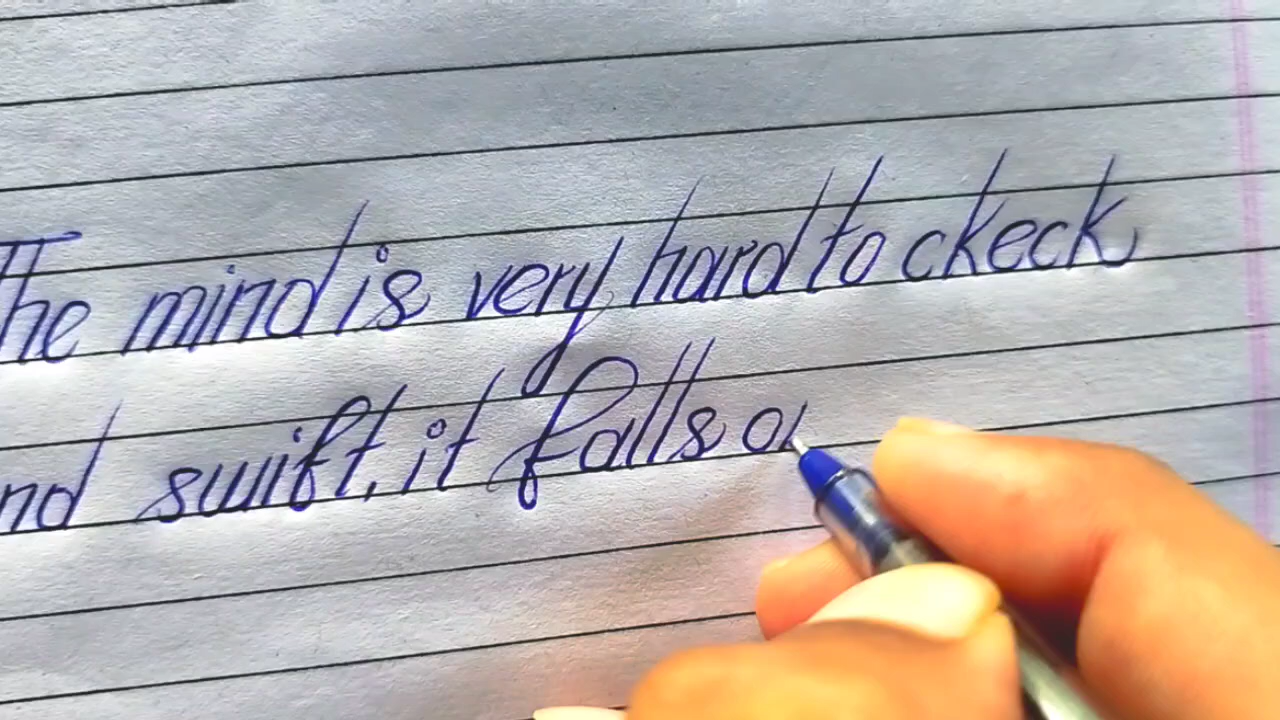 The mind is very hard to ckeck
nd swift, it falls o